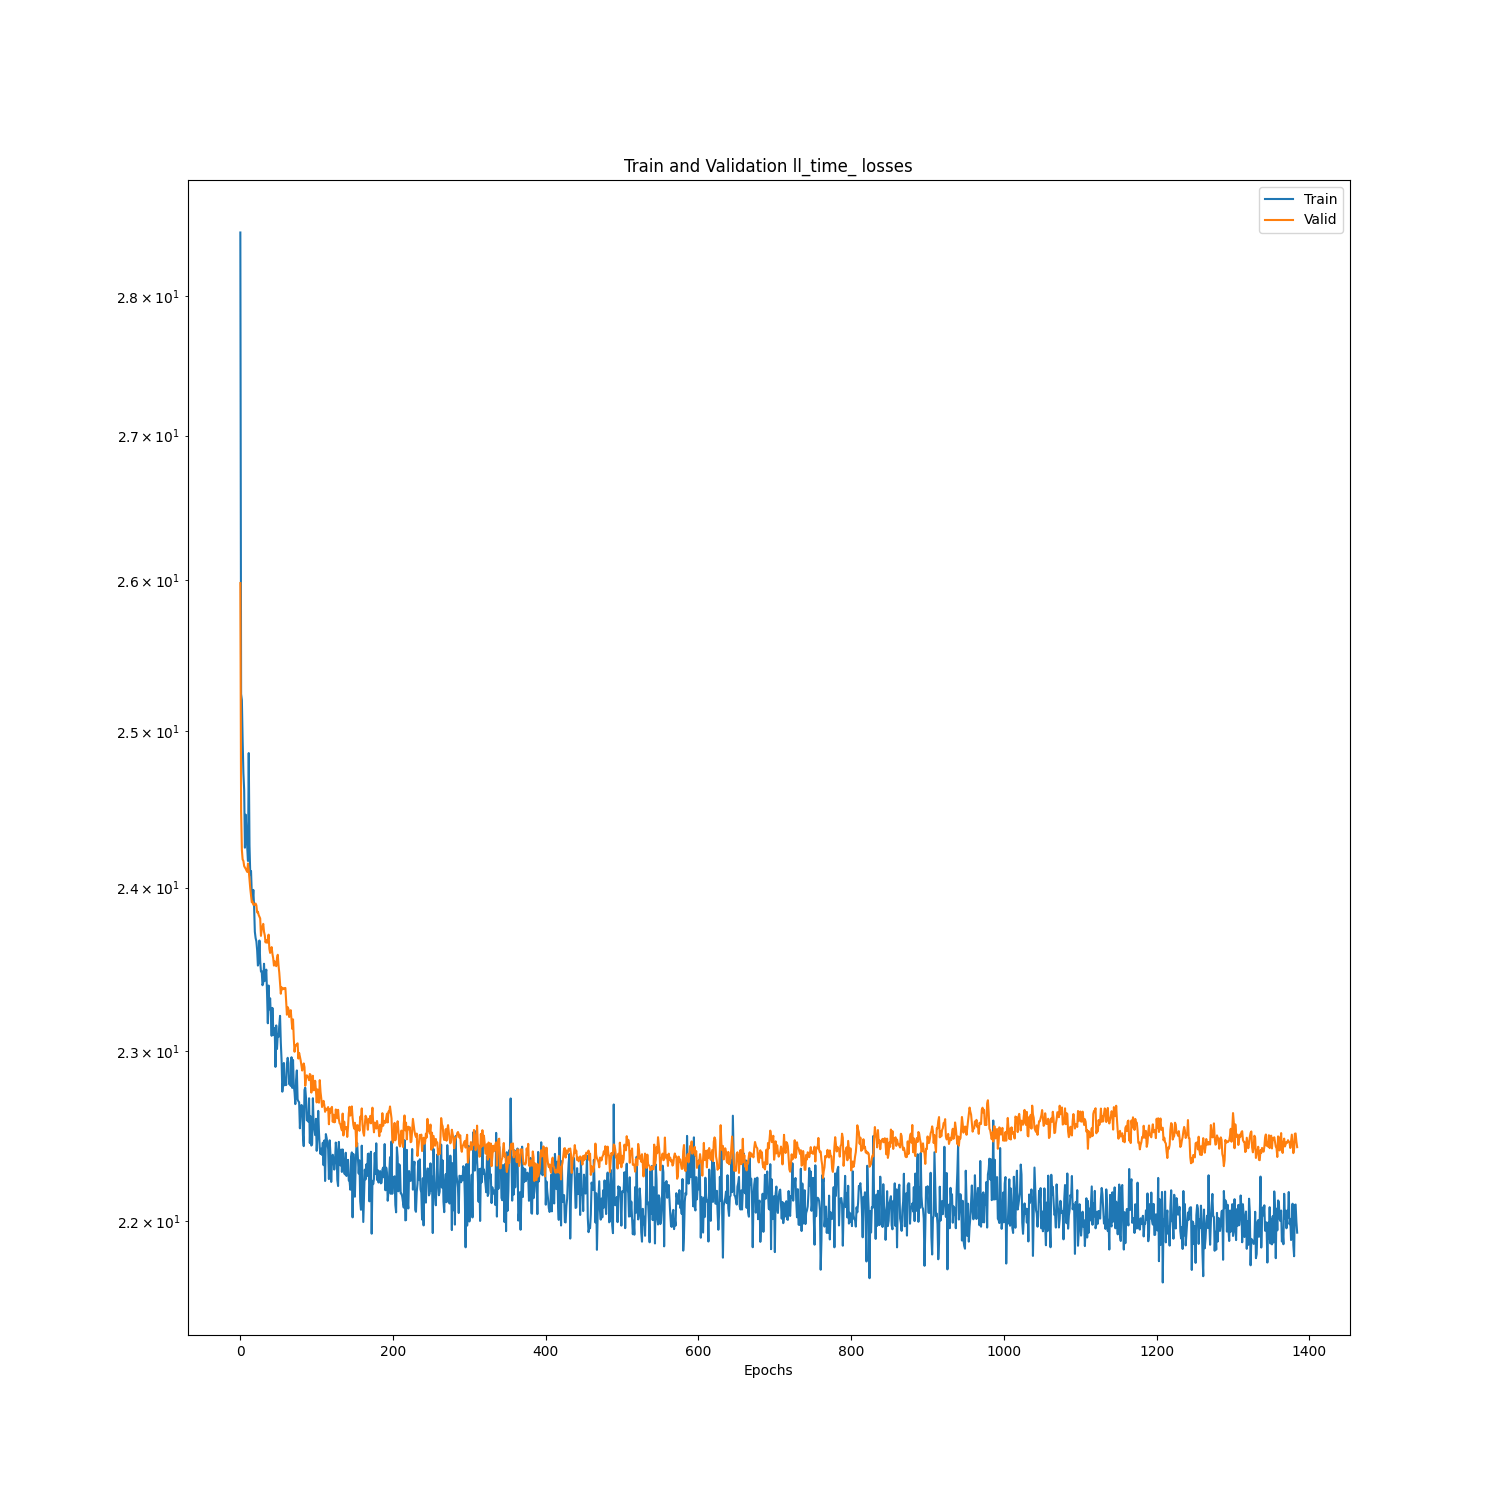 Train and Validation ll_time_ losses
Train
Valid
2.8 × 10¹
2.7 × 10¹
2.6 × 10¹
2.5 × 10¹
2.4 × 10¹
2.3 × 10¹
2.2 × 10¹
0 200 400 600 800 1000 1200 1400
Epochs